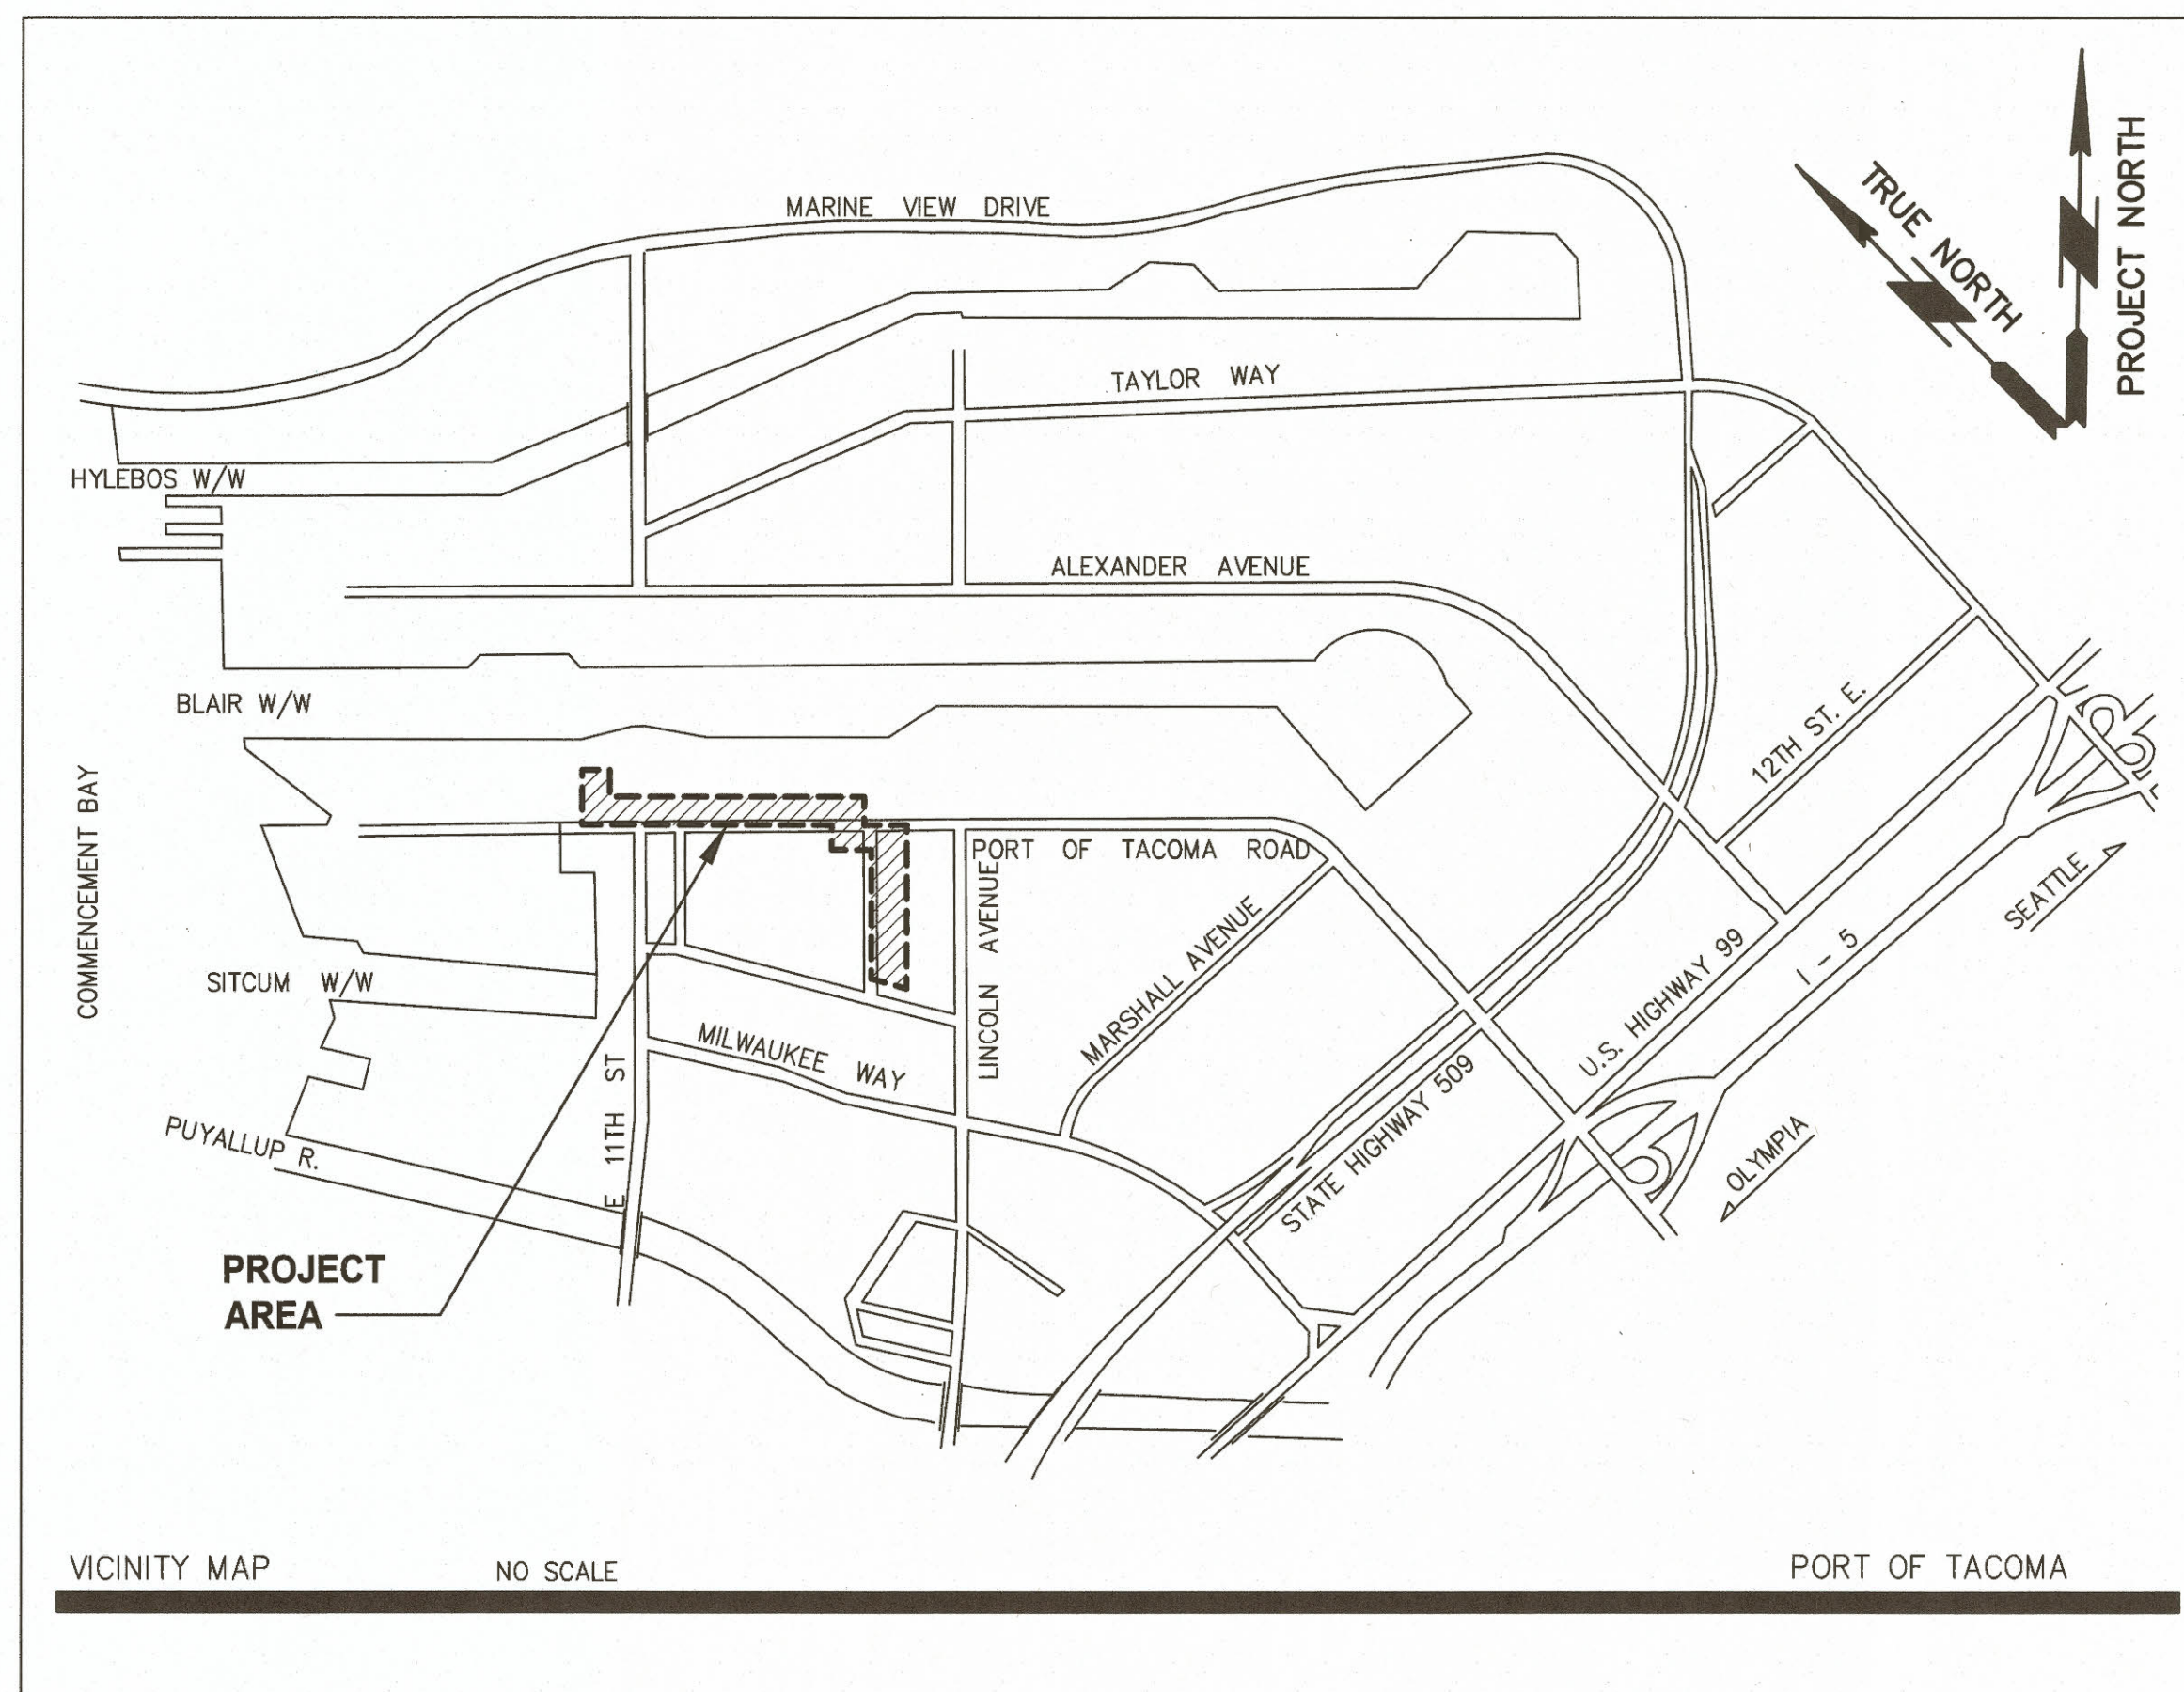 PROJECT NORTH
TRUE NORTH
MARINE VIEW DRIVE
TAYLOR WAY
HYLEBOS W/W
ALEXANDER AVENUE
BLAIR W/W
12TH ST. E.
COMMENCEMENT BAY
PORT OF TACOMA ROAD
LINCOLN AVENUE
MARSHALL AVENUE
SEATTLE
U.S. HIGHWAY 99
I - 5
SITCUM W/W
MILWAUKEE WAY
E 11TH ST
STATE HIGHWAY 509
PUYALLUP R.
OLYMPIA
PROJECT
AREA
VICINITY MAP
NO SCALE
PORT OF TACOMA